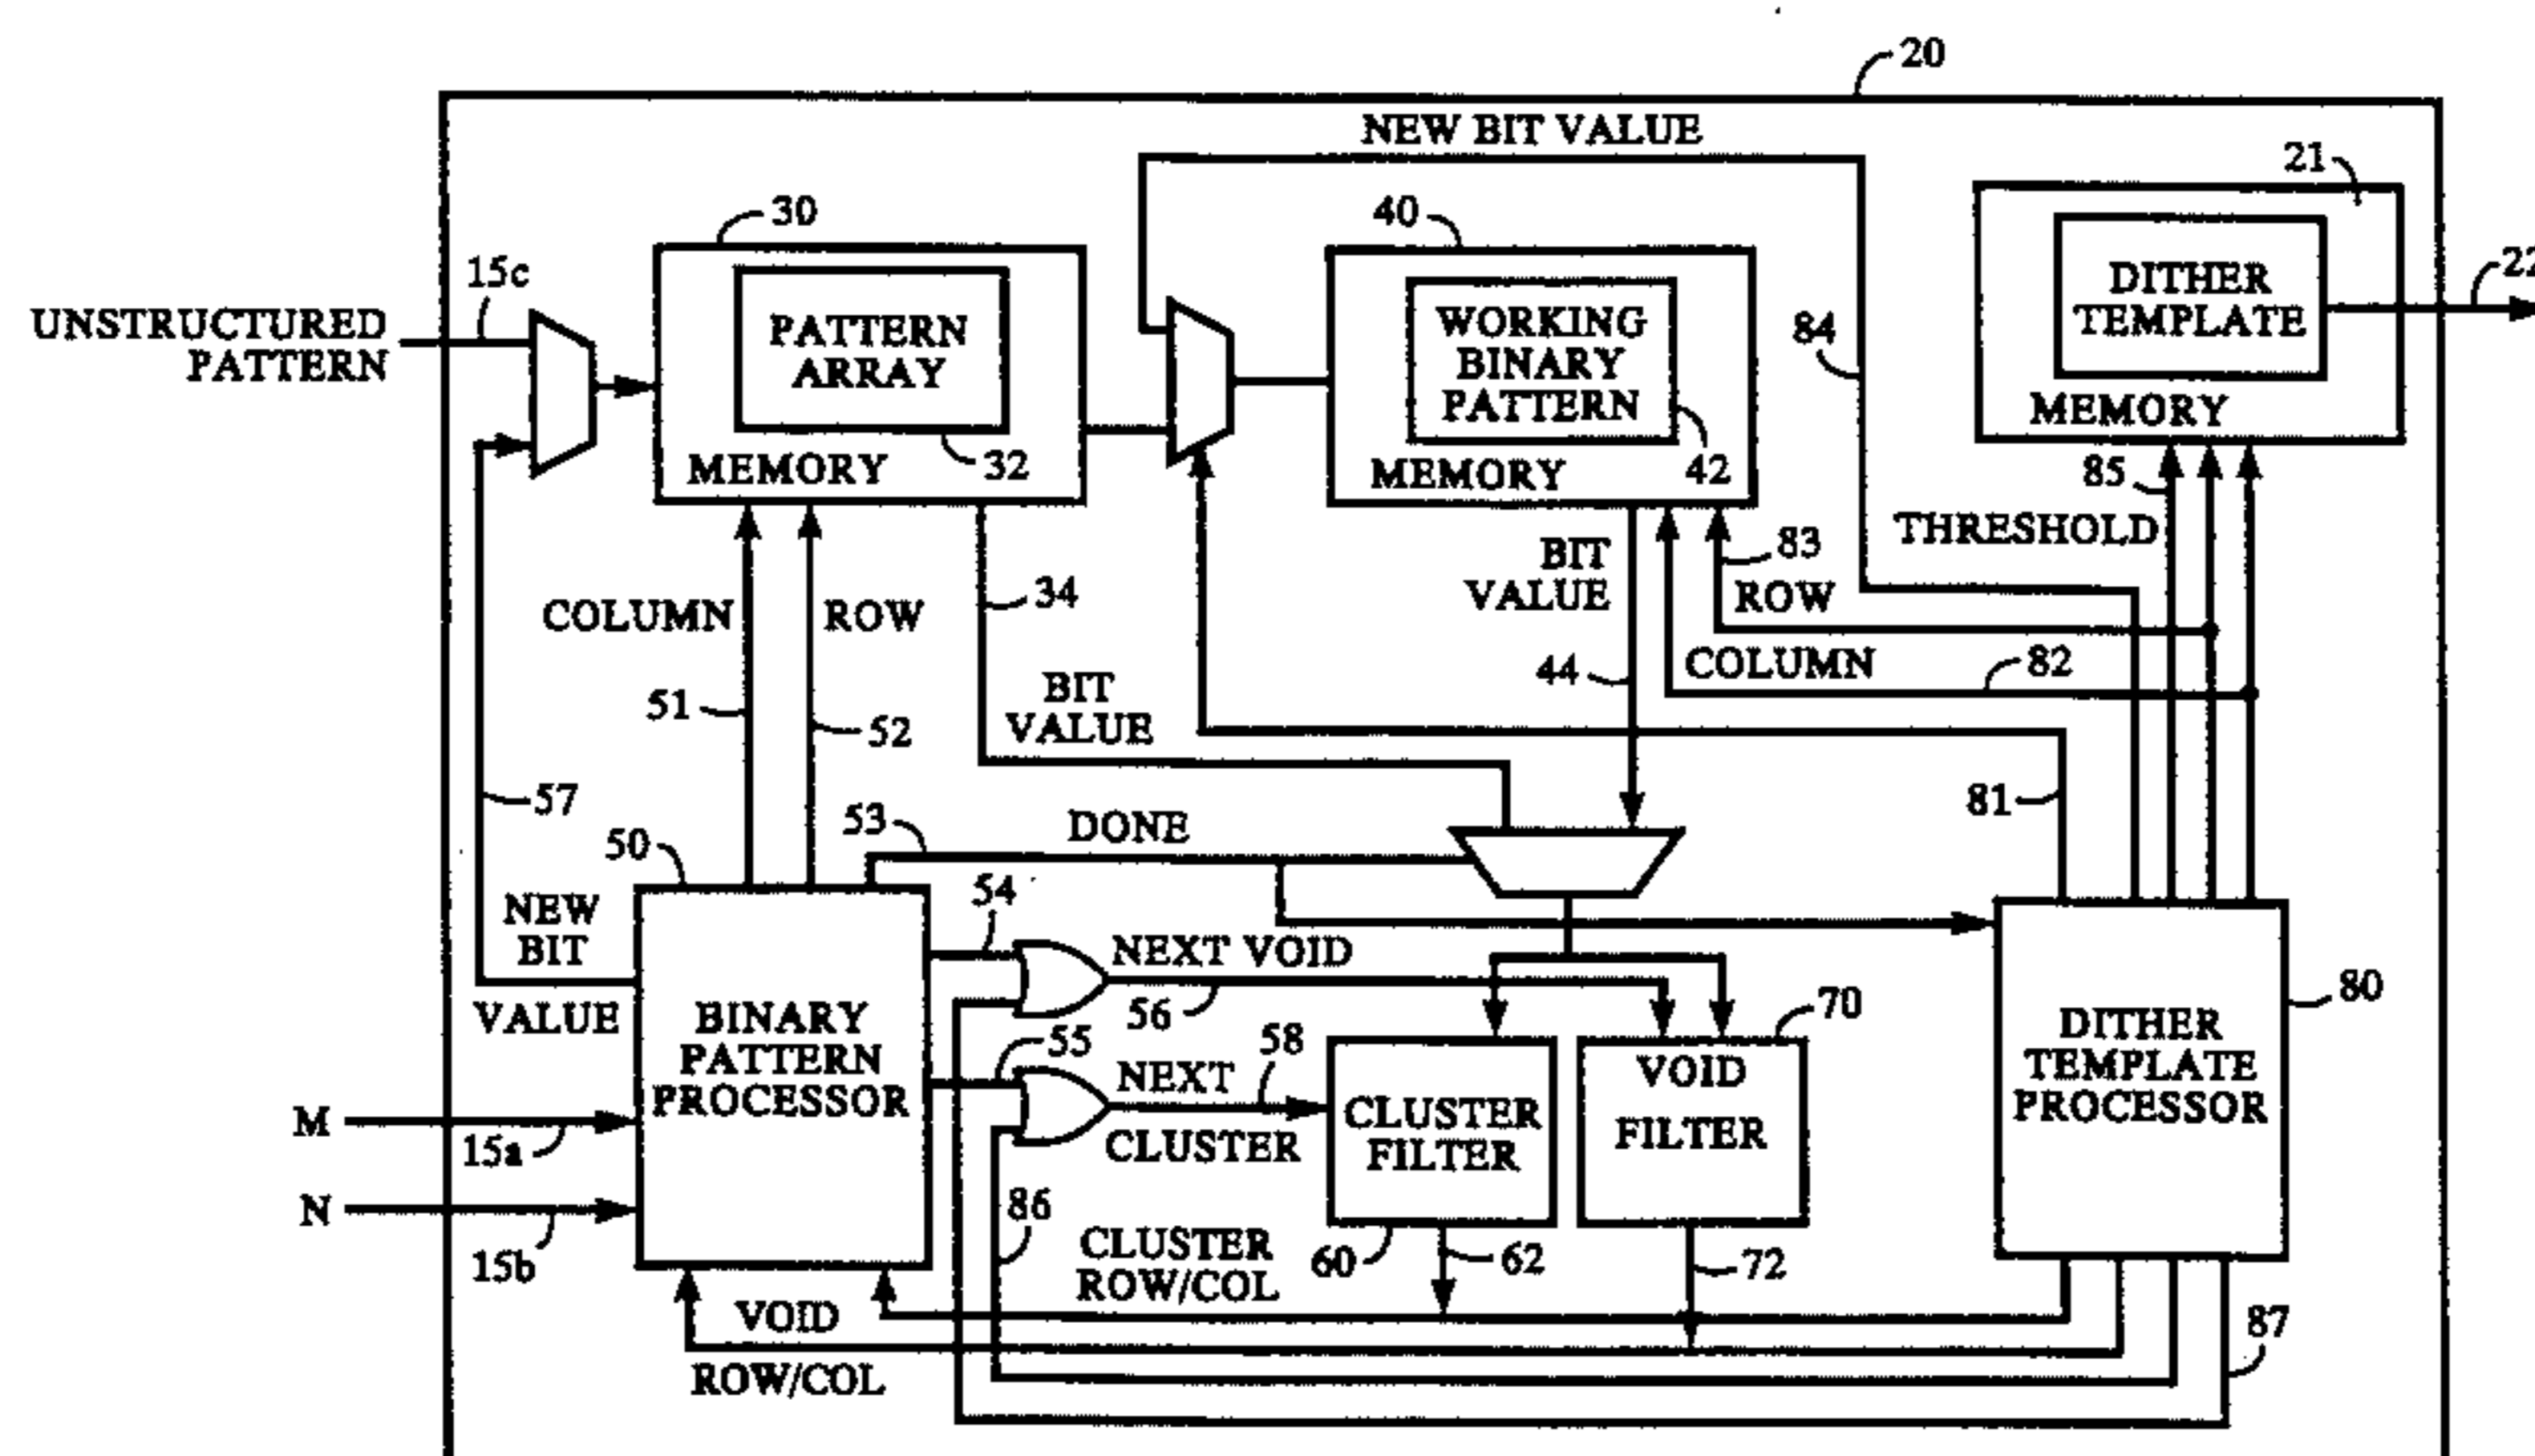 20
NEW BIT VALUE
21
30
40
15c
22
UNSTRUCTURED
PATTERN
PATTERN
ARRAY
WORKING
BINARY
PATTERN
DITHER
TEMPLATE
84
MEMORY
32
MEMORY
42
MEMORY
85
THRESHOLD
COLUMN
ROW
34
BIT
VALUE
83
ROW
44
COLUMN
82
51
52
BIT
VALUE
57
53
DONE
81
50
54
NEW
BIT
VALUE
NEXT VOID
56
70
80
BINARY
PATTERN
PROCESSOR
55
NEXT
CLUSTER
58
CLUSTER
FILTER
VOID
FILTER
DITHER
TEMPLATE
PROCESSOR
M
15a
N
15b
86
CLUSTER
ROW/COL
60
62
72
VOID
ROW/COL
87